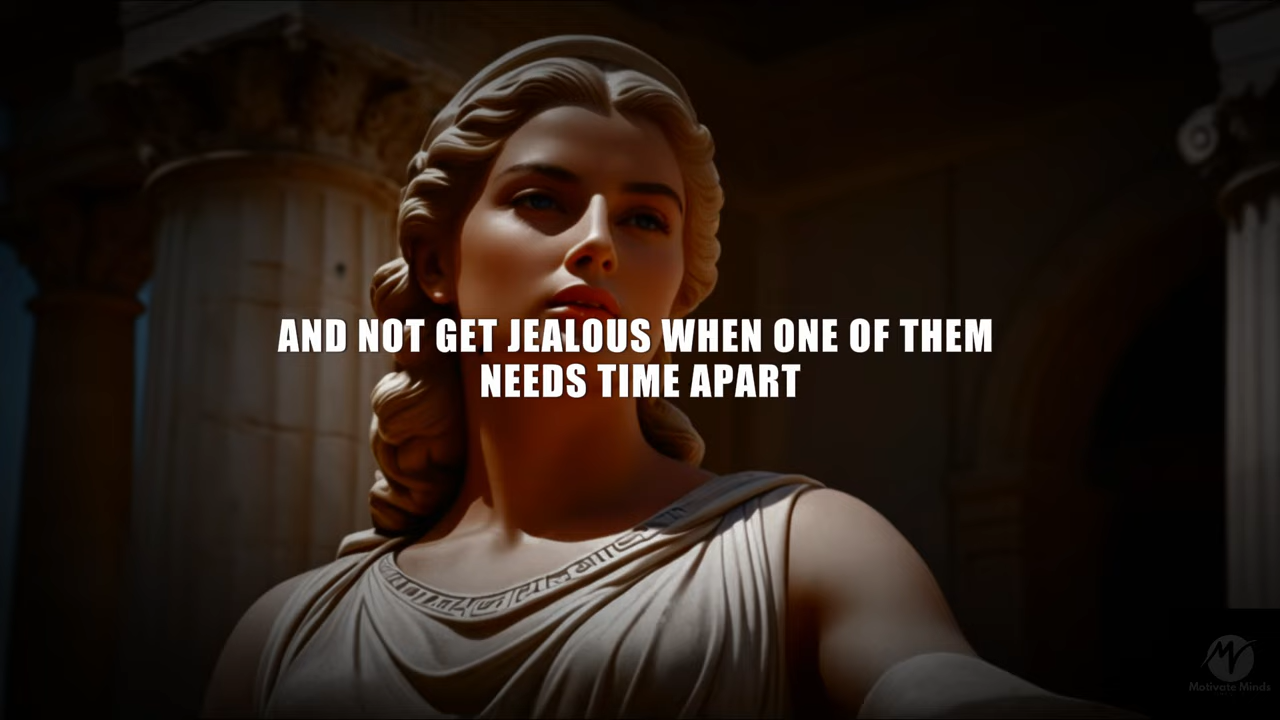 AND NOT GET JEALOUS WHEN ONE OF THEM
NEEDS TIME APART
Motivate Minds